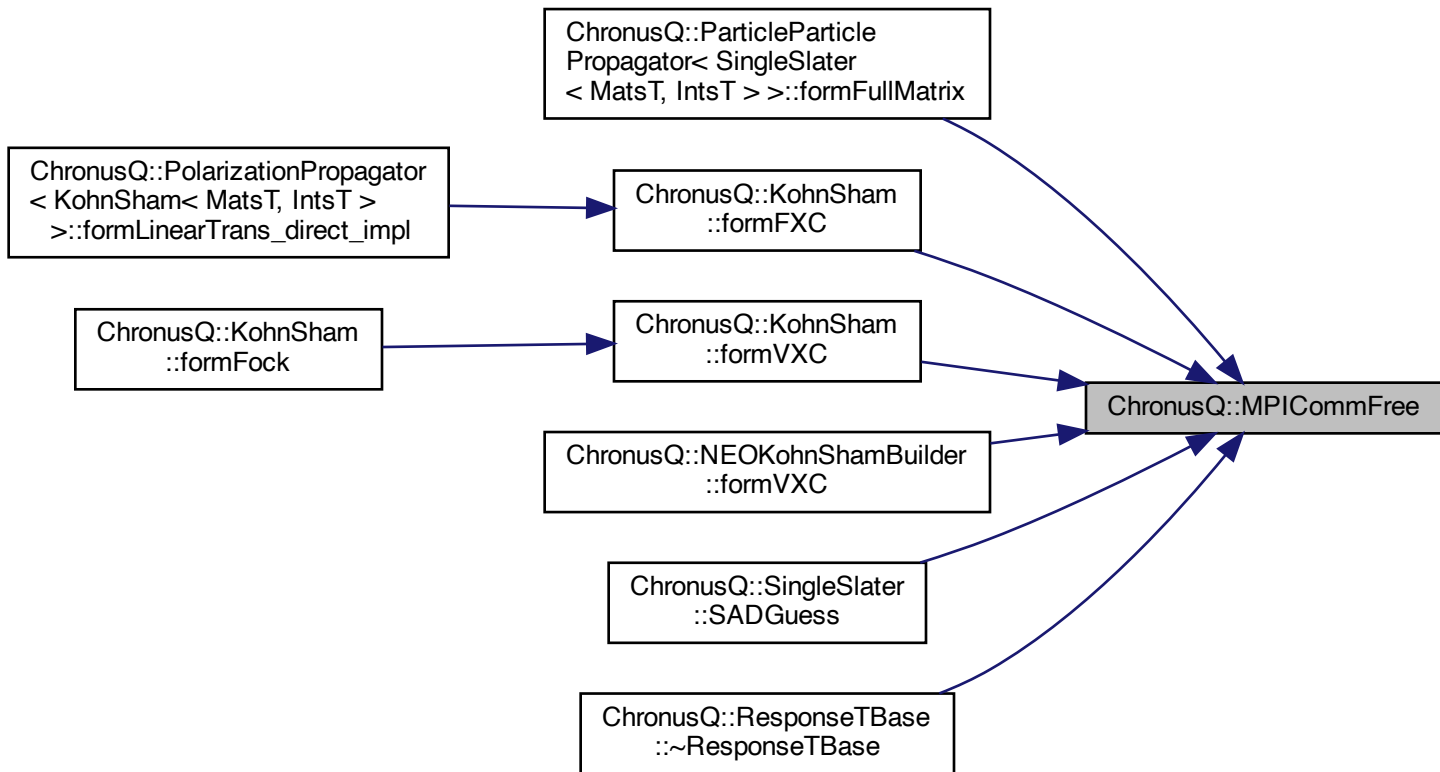 ChronusQ::ParticleParticle
Propagator< SingleSlater
< MatsT, IntsT > >::formFullMatrix
ChronusQ::PolarizationPropagator
< KohnSham< MatsT, IntsT >
>::formLinearTrans_direct_impl
ChronusQ::KohnSham
::formFXC
ChronusQ::KohnSham
::formFock
ChronusQ::KohnSham
::formVXC
ChronusQ::MPICommFree
ChronusQ::NEOKohnShamBuilder
::formVXC
ChronusQ::SingleSlater
::SADGuess
ChronusQ::ResponseTBase
::~ResponseTBase